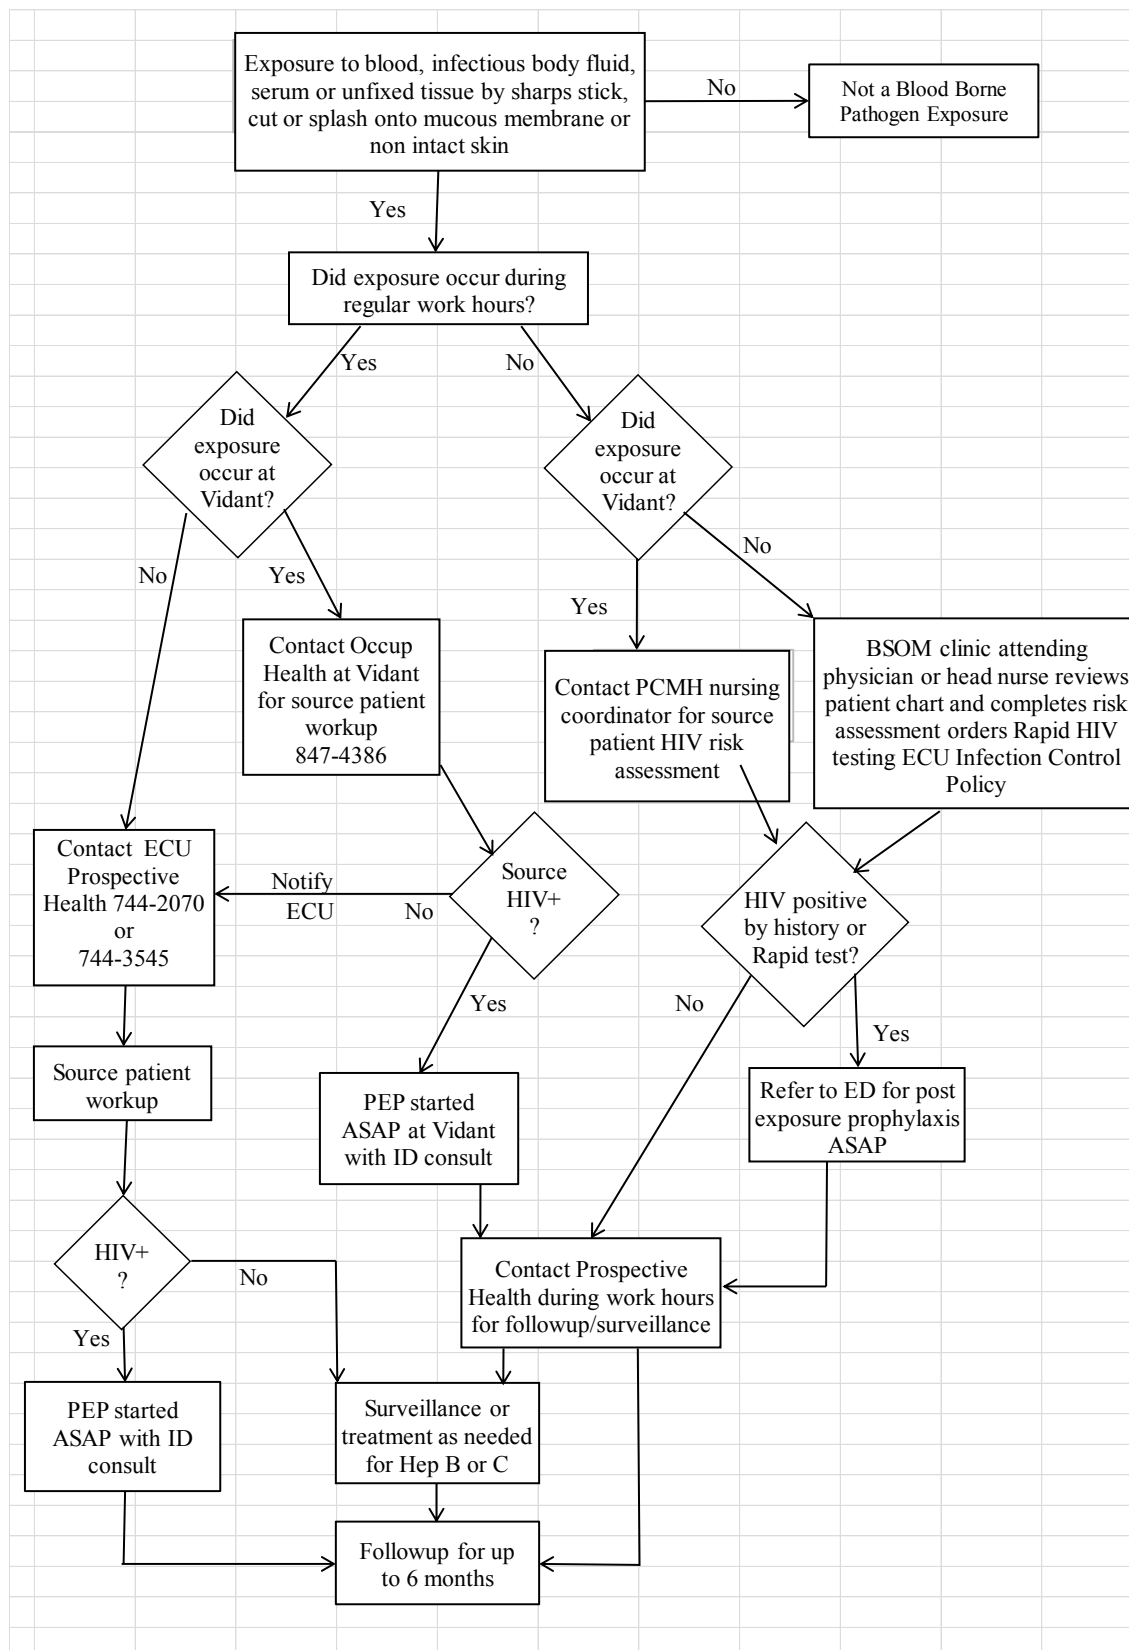 Exposure to blood, infectious body fluid,
serum or unfixed tissue by sharps stick,
cut or splash onto mucous membrane or
non intact skin
No
Not a Blood Borne
Pathogen Exposure
Yes
Did exposure occur during
regular work hours?
Yes
No
Did
exposure
occur at
Vidant?
Did
exposure
occur at
Vidant?
No
Yes
Yes
No
Contact Occup
Health at Vidant
for source patient
workup
847-4386
Contact PCMH nursing
coordinator for source
patient HIV risk
assessment
BSOM clinic attending
physician or head nurse reviews
patient chart and completes risk
assessment orders Rapid HIV
testing ECU Infection Control
Policy
Contact ECU
Prospective
Health 744-2070
or
744-3545
Notify
ECU
No
Source
HIV+
?
HIV positive
by history or
Rapid test?
Yes
No
Yes
Source patient
workup
PEP started
ASAP at Vidant
with ID consult
Refer to ED for post
exposure prophylaxis
ASAP
HIV+
?
No
Contact Prospective
Health during work hours
for followup/surveillance
Yes
PEP started
ASAP with ID
consult
Surveillance or
treatment as needed
for Hep B or C
Followup for up
to 6 months